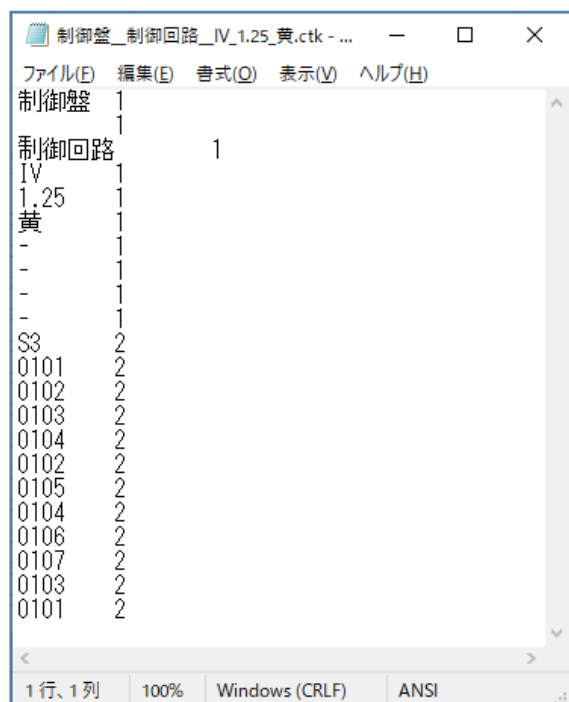 制御盤__制御回路__IV_1.25_黄.ctk - ...
ファイル(F) 編集(E) 書式(O) 表示(V) ヘルプ(H)
制御盤 1
1
制御回路 1
IV 1
1.25 1
黄 1
- 1
- 1
- 1
- 1
S3 2
0101 2
0102 2
0103 2
0104 2
0102 2
0105 2
0104 2
0106 2
0107 2
0103 2
0101 2
1行、1列 100% Windows (CRLF) ANSI